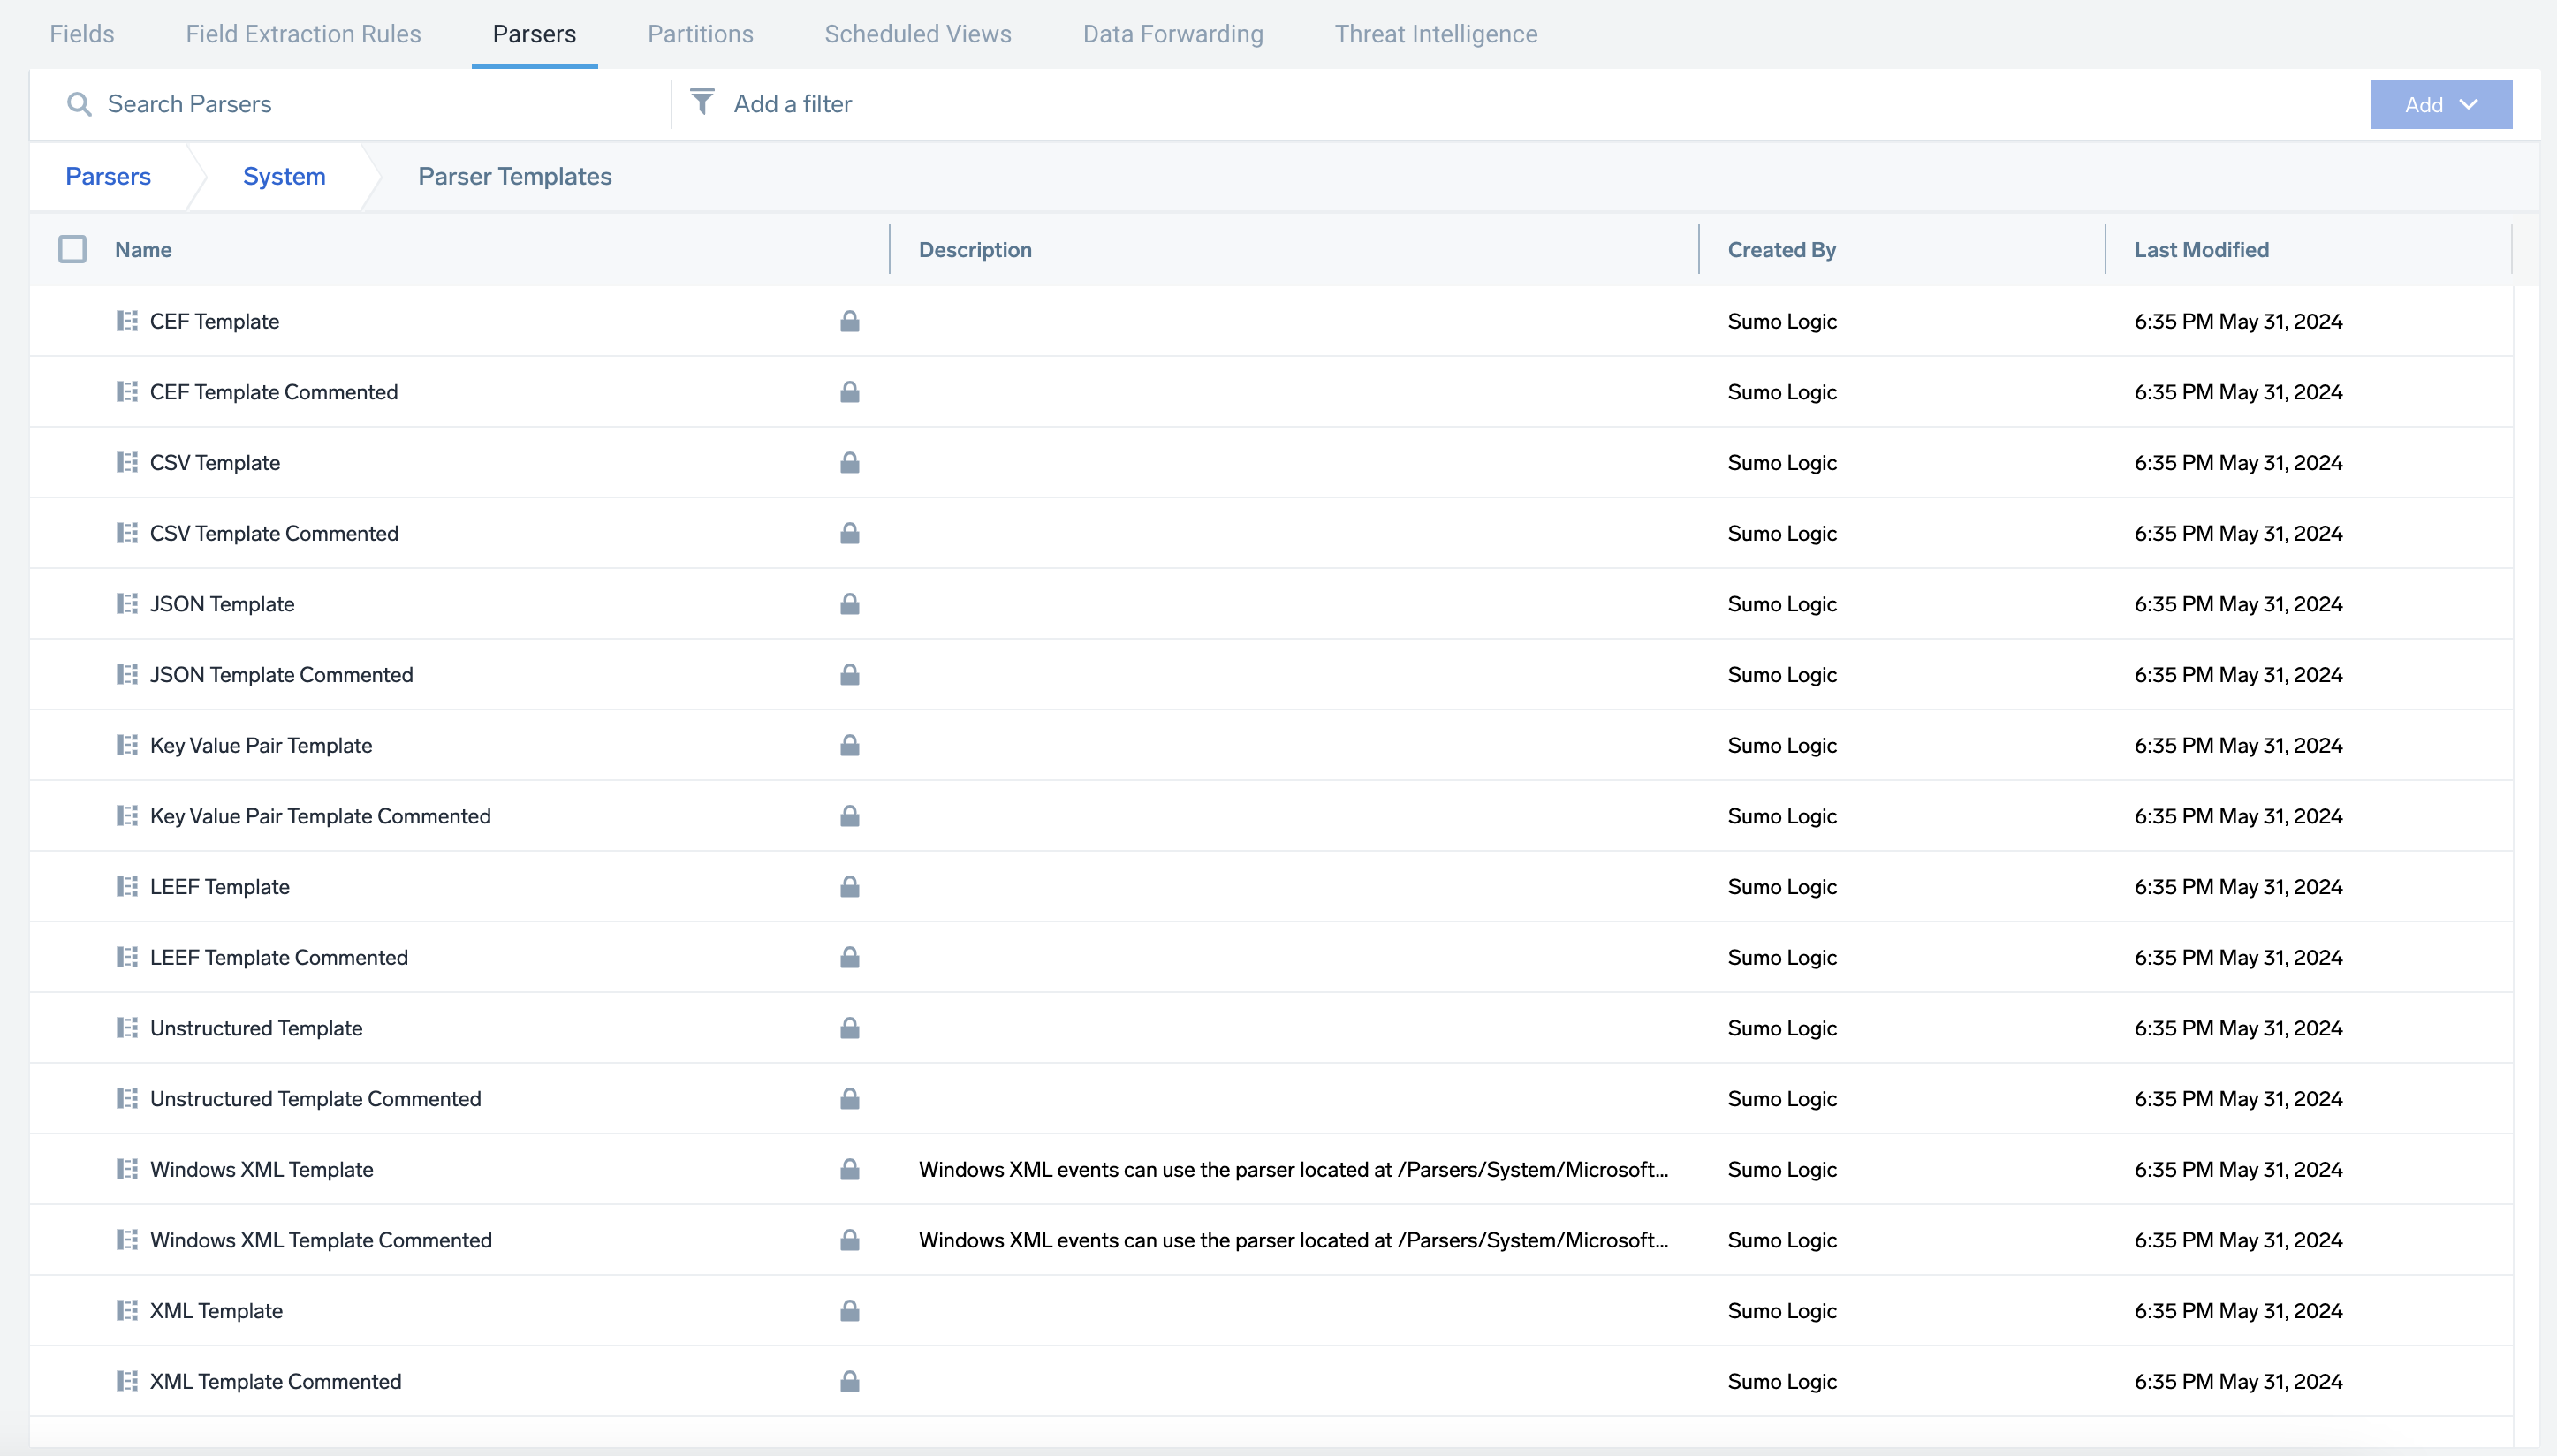 Fields Field Extraction Rules Parsers Partitions Scheduled Views Data Forwarding Threat Intelligence
Search Parsers Add a filter Add
Parsers System Parser Templates
Name Description Created By Last Modified
CEF Template Sumo Logic 6:35 PM May 31, 2024
CEF Template Commented Sumo Logic 6:35 PM May 31, 2024
CSV Template Sumo Logic 6:35 PM May 31, 2024
CSV Template Commented Sumo Logic 6:35 PM May 31, 2024
JSON Template Sumo Logic 6:35 PM May 31, 2024
JSON Template Commented Sumo Logic 6:35 PM May 31, 2024
Key Value Pair Template Sumo Logic 6:35 PM May 31, 2024
Key Value Pair Template Commented Sumo Logic 6:35 PM May 31, 2024
LEEF Template Sumo Logic 6:35 PM May 31, 2024
LEEF Template Commented Sumo Logic 6:35 PM May 31, 2024
Unstructured Template Sumo Logic 6:35 PM May 31, 2024
Unstructured Template Commented Sumo Logic 6:35 PM May 31, 2024
Windows XML Template Windows XML events can use the parser located at /Parsers/System/Microsoft... Sumo Logic 6:35 PM May 31, 2024
Windows XML Template Commented Windows XML events can use the parser located at /Parsers/System/Microsoft... Sumo Logic 6:35 PM May 31, 2024
XML Template Sumo Logic 6:35 PM May 31, 2024
XML Template Commented Sumo Logic 6:35 PM May 31, 2024